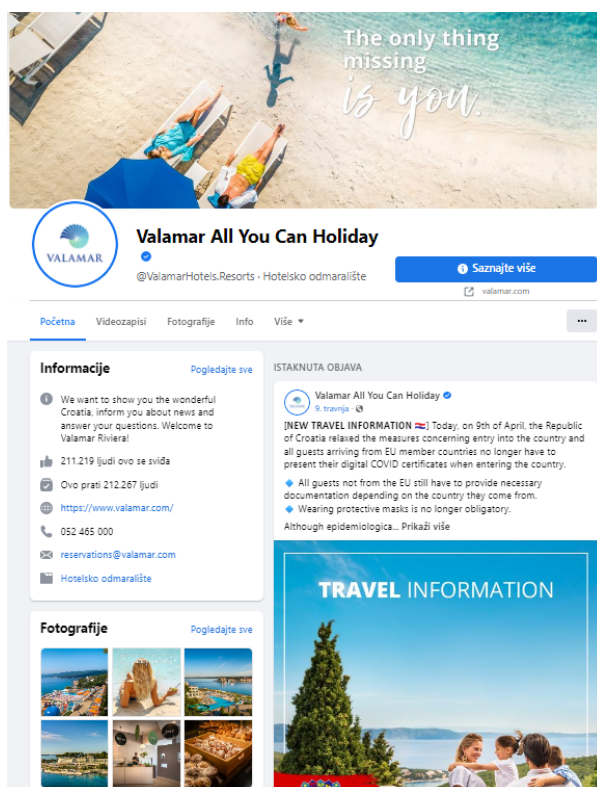 The only thing
missing
is you.
VALAMAR
Valamar All You Can Holiday
@ValamarHotels.Resorts · Hotelsko odmaralište
Saznajte više
valamar.com
Početna Videozapisi Fotografije Info Više
Informacije
Pogledajte sve
We want to show you the wonderful
Croatia, inform you about news and
answer your questions. Welcome to
Valamar Riviera!
211.219 ljudi ovo se sviđa
Ovo prati 212.267 ljudi
https://www.valamar.com/
052 465 000
reservations@valamar.com
Hotelsko odmaralište
Fotografije
Pogledajte sve
ISTAKNUTA OBJAVA
Valamar All You Can Holiday
9. travnja ·
[NEW TRAVEL INFORMATION 🇭🇷] Today, on 9th of April, the Republic
of Croatia relaxed the measures concerning entry into the country and
all guests arriving from EU member countries no longer have to
present their digital COVID certificates when entering the country.
🔹 All guests not from the EU still have to provide necessary
documentation depending on the country they come from.
🔹 Wearing protective masks is no longer obligatory.
Although epidemiologica... Prikaži više
TRAVEL INFORMATION